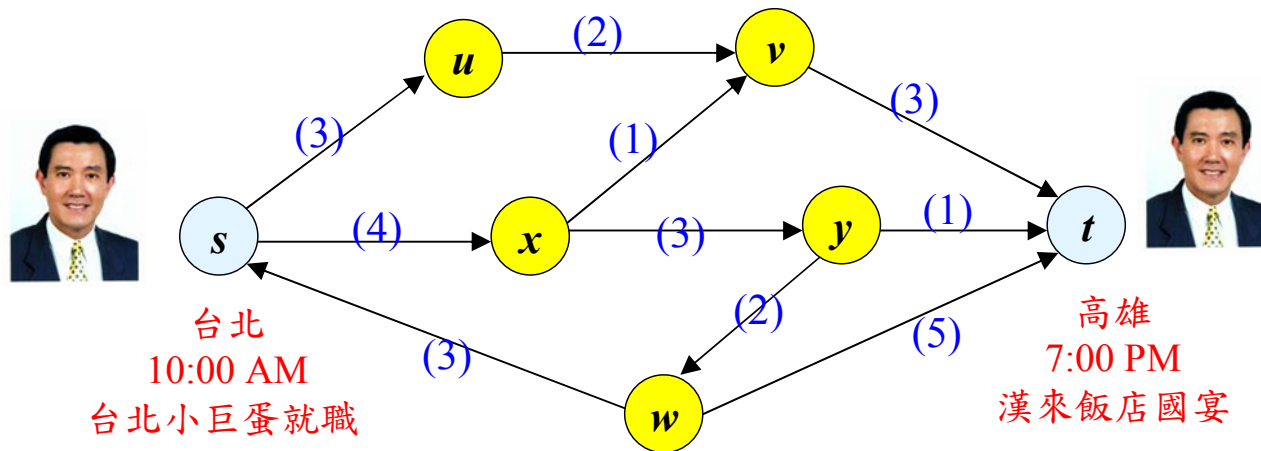 (2)
u
v
(3)
(3)
(1)
s
(4)
x
(3)
y
(1)
t
(2)
(3)
(5)
w
台北
10:00 AM
台北小巨蛋就職
高雄
7:00 PM
漢來飯店國宴